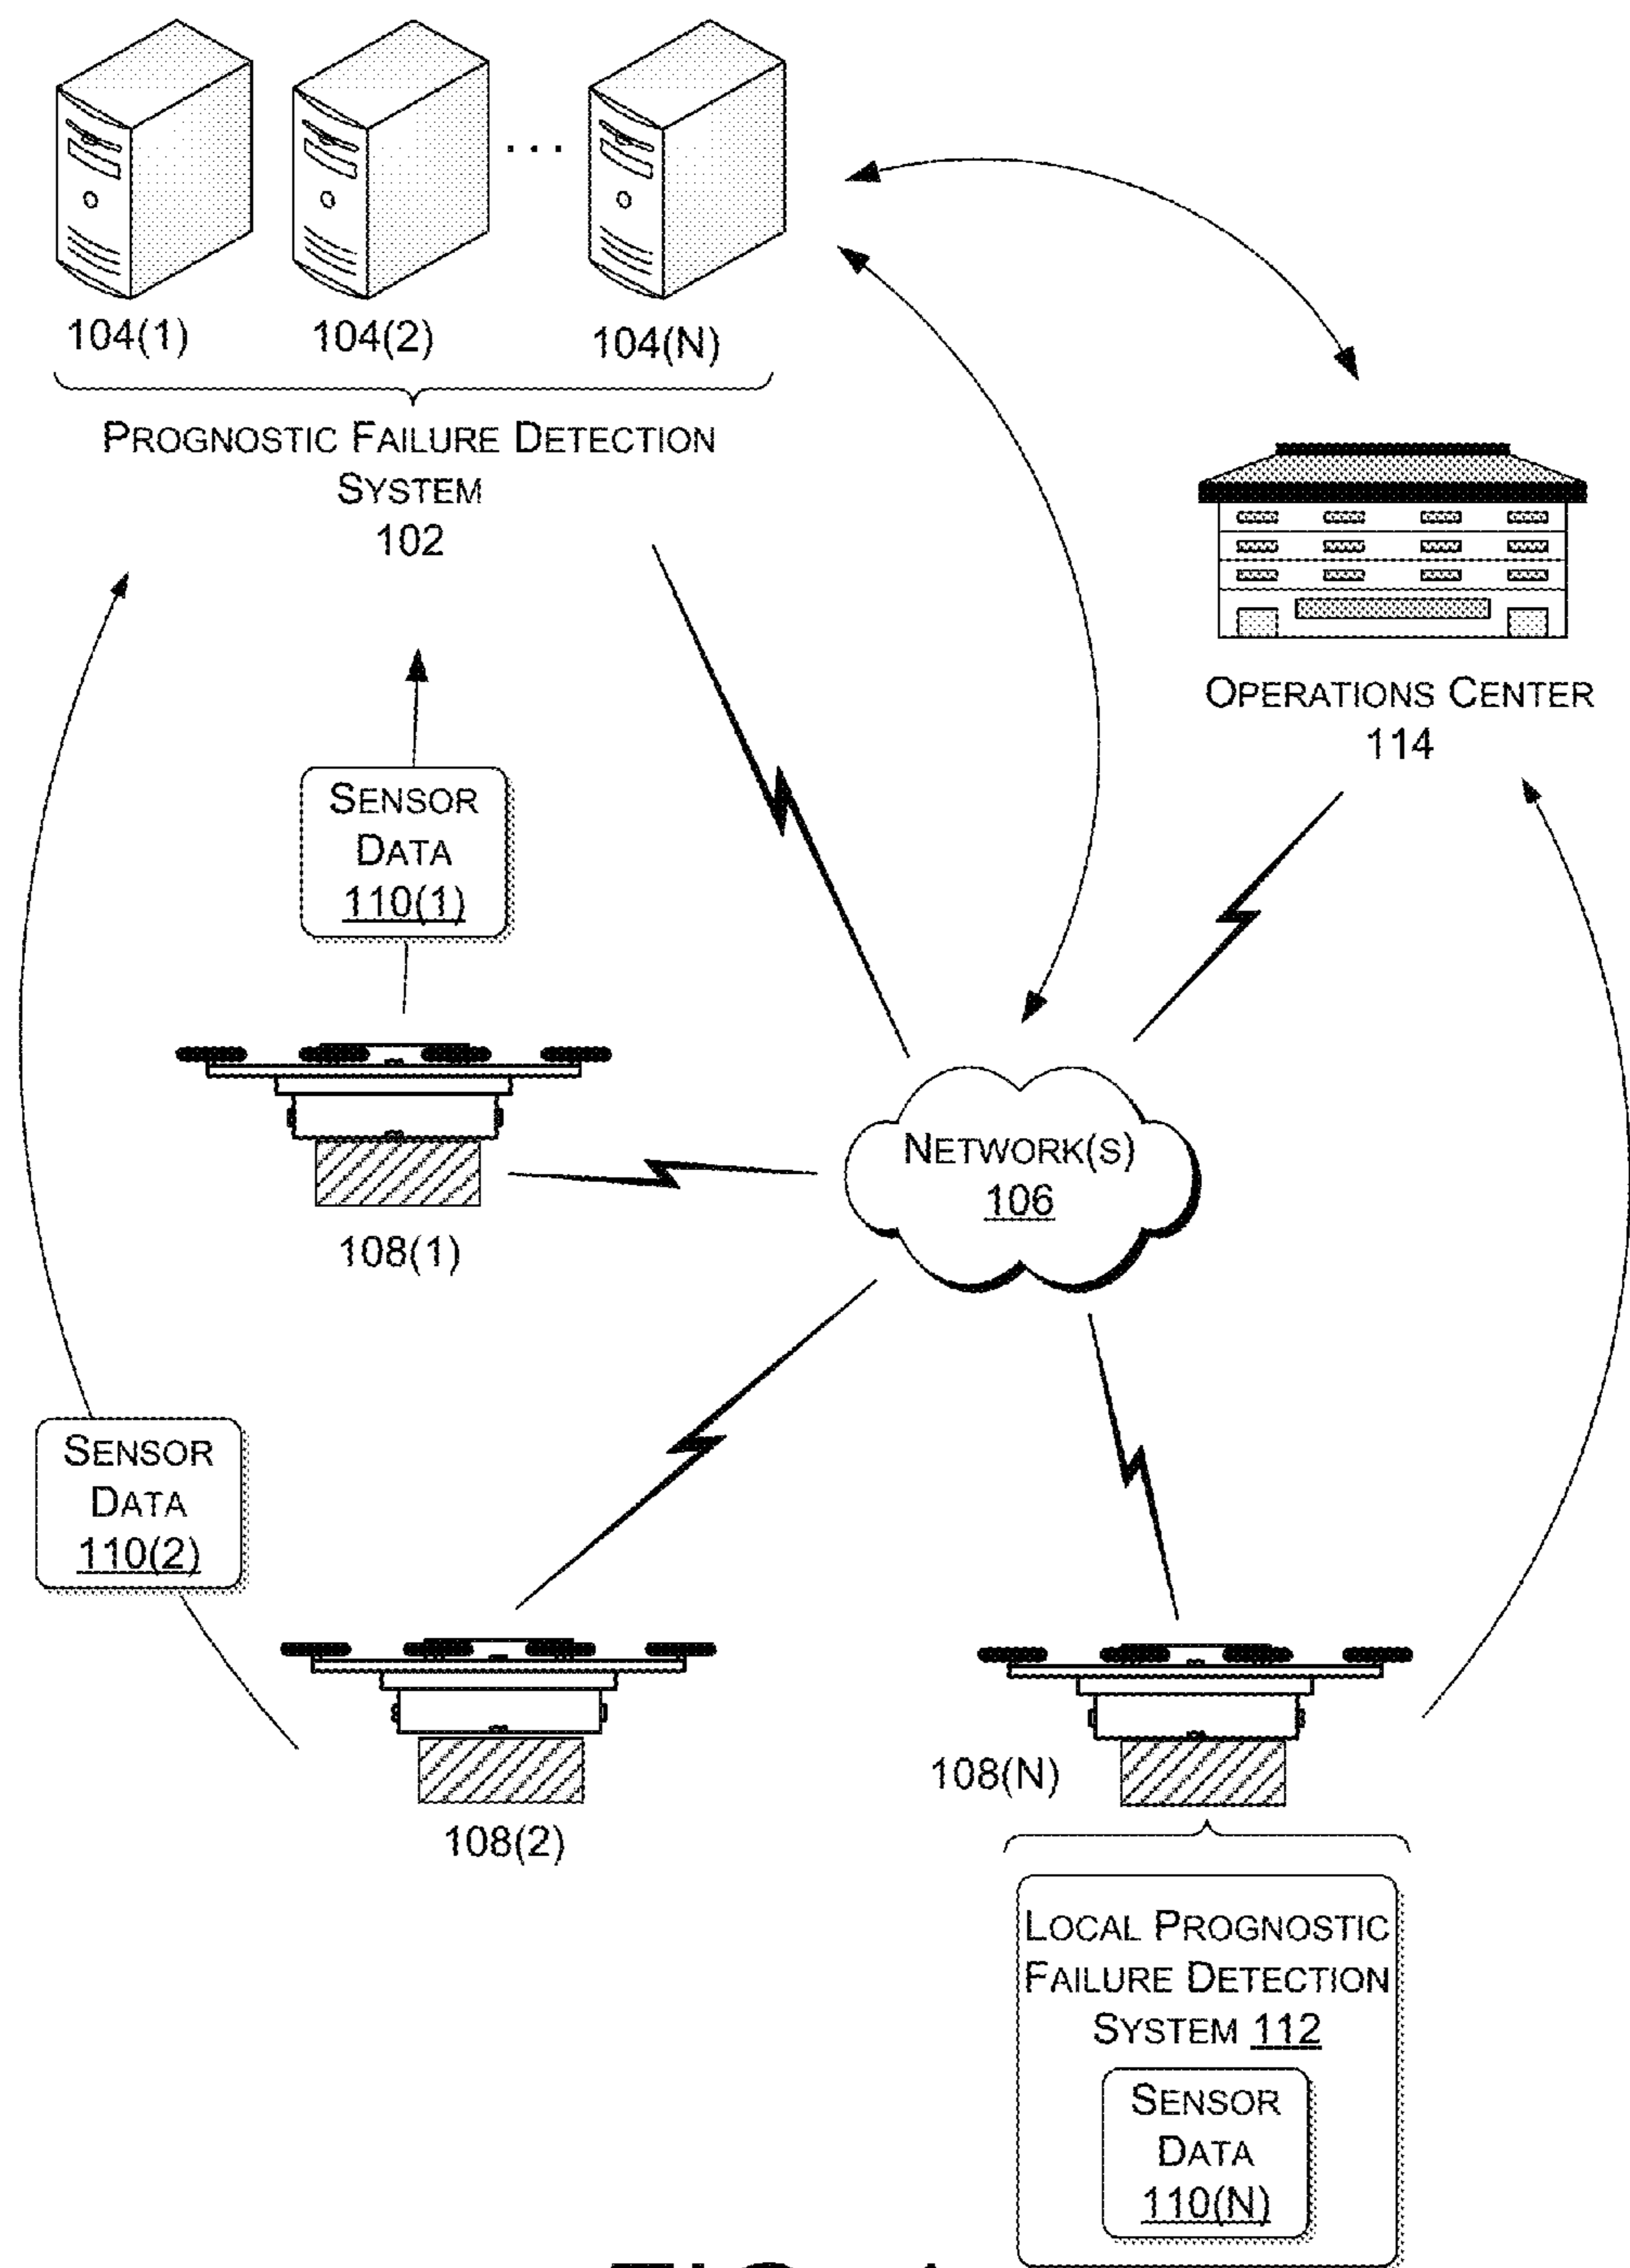 104(1)
104(2)
...
104(N)
PROGNOSTIC FAILURE DETECTION
SYSTEM
102
OPERATIONS CENTER
114
SENSOR
DATA
110(1)
108(1)
NETWORK(S)
106
SENSOR
DATA
110(2)
108(2)
108(N)
LOCAL PROGNOSTIC
FAILURE DETECTION
SYSTEM 112
SENSOR
DATA
110(N)